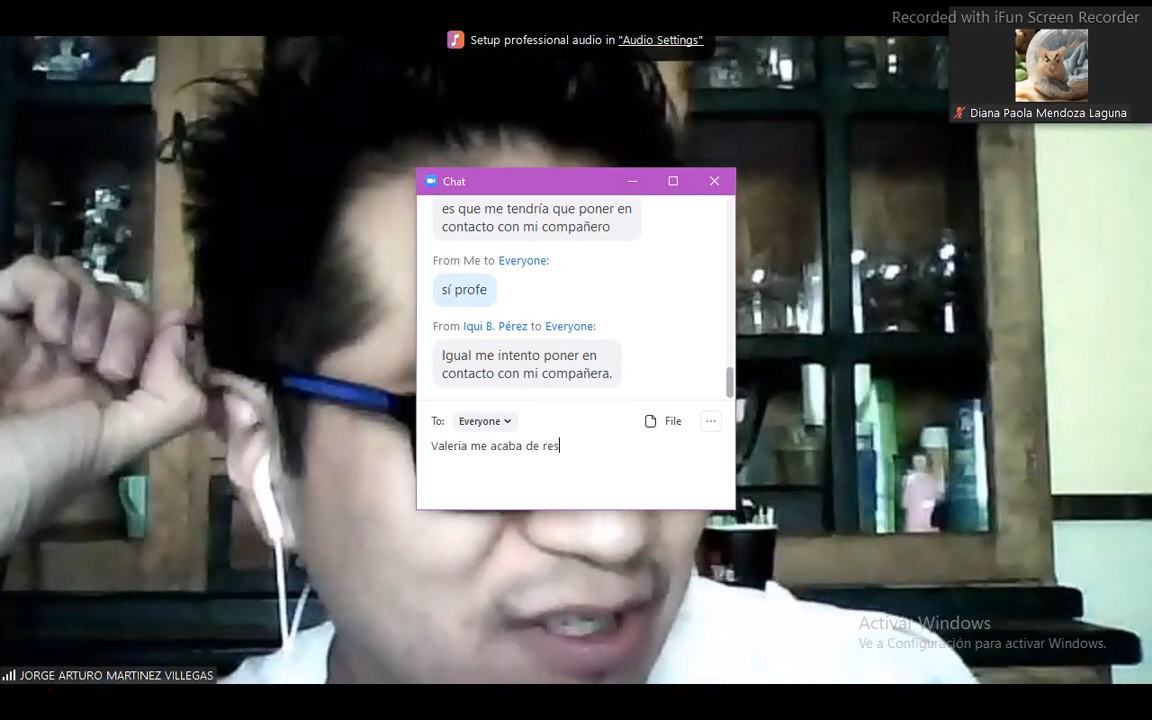 Recorded with iFun Screen Recorder
Setup professional audio in "Audio Settings"
Diana Paola Mendoza Laguna
Chat
es que me tendría que poner en
contacto con mi compañero
From Me to Everyone:
sí profe
From Iqui B. Pérez to Everyone:
Igual me intento poner en
contacto con mi compañera.
To: Everyone File
Valeria me acaba de res
Activar Windows
Ve a Configuración para activar Windows.
JORGE ARTURO MARTINEZ VILLEGAS